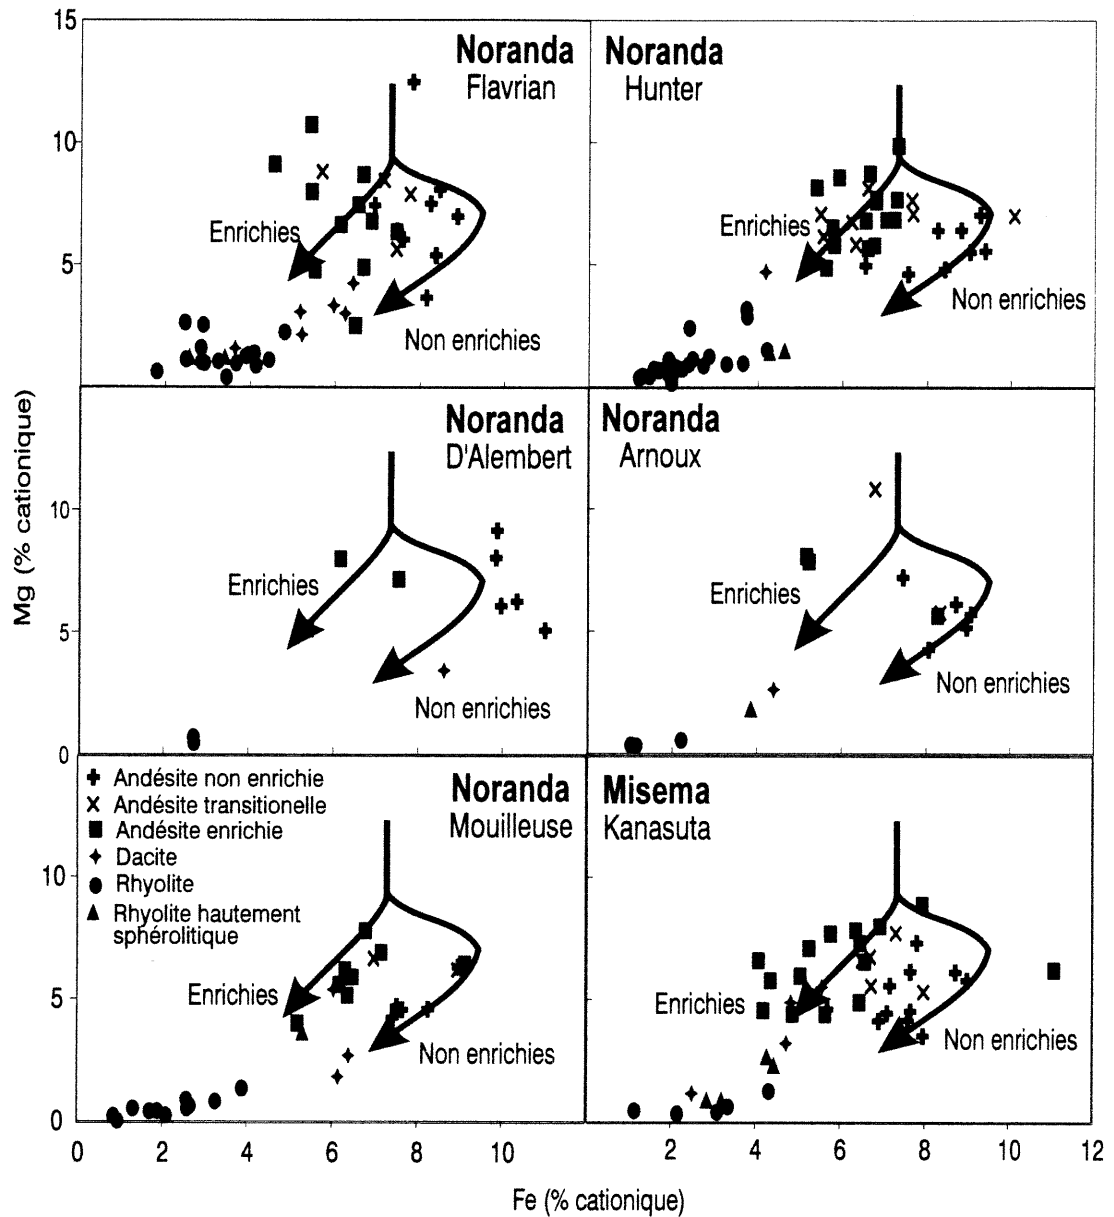 15
Noranda
Flavrian
Noranda
Hunter
10
5
Enrichies
Non enrichies
Enrichies
Non enrichies
Mg (% cationique)
Noranda
D'Alembert
Noranda
Arnoux
10
5
0
Enrichies
Non enrichies
Enrichies
Non enrichies
Andésite non enrichie
Andésite transitionelle
Andésite enrichie
Dacite
Rhyolite
Rhyolite hautement
sphérolitique
Noranda
Mouilleuse
Misema
Kanasuta
10
5
0
Enrichies
Non enrichies
Enrichies
Non enrichies
0 2 4 6 8 10 2 4 6 8 10 12
Fe (% cationique)